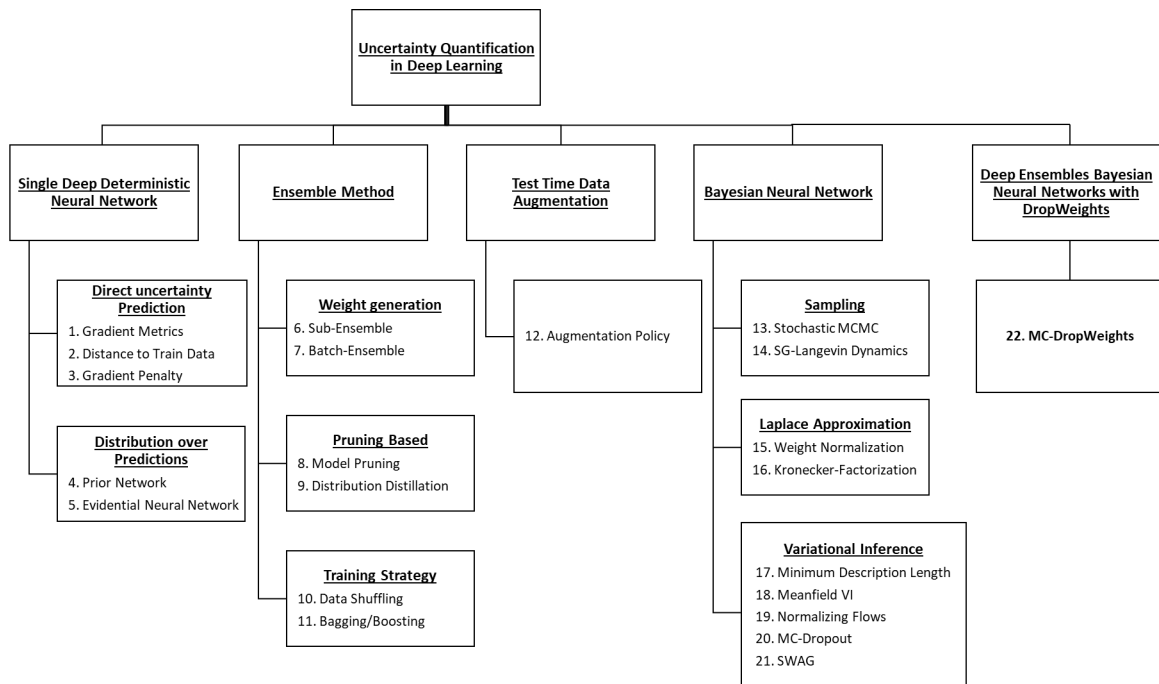 Uncertainty Quantification
in Deep Learning
Single Deep Deterministic
Neural Network
Ensemble Method
Test Time Data
Augmentation
Bayesian Neural Network
Deep Ensembles Bayesian
Neural Networks with
DropWeights
Direct uncertainty
Prediction
1. Gradient Metrics
2. Distance to Train Data
3. Gradient Penalty
Distribution over
Predictions
4. Prior Network
5. Evidential Neural Network
Weight generation
6. Sub-Ensemble
7. Batch-Ensemble
Pruning Based
8. Model Pruning
9. Distribution Distillation
Training Strategy
10. Data Shuffling
11. Bagging/Boosting
12. Augmentation Policy
Sampling
13. Stochastic MCMC
14. SG-Langevin Dynamics
Laplace Approximation
15. Weight Normalization
16. Kronecker-Factorization
Variational Inference
17. Minimum Description Length
18. Meanfield VI
19. Normalizing Flows
20. MC-Dropout
21. SWAG
22. MC-DropWeights